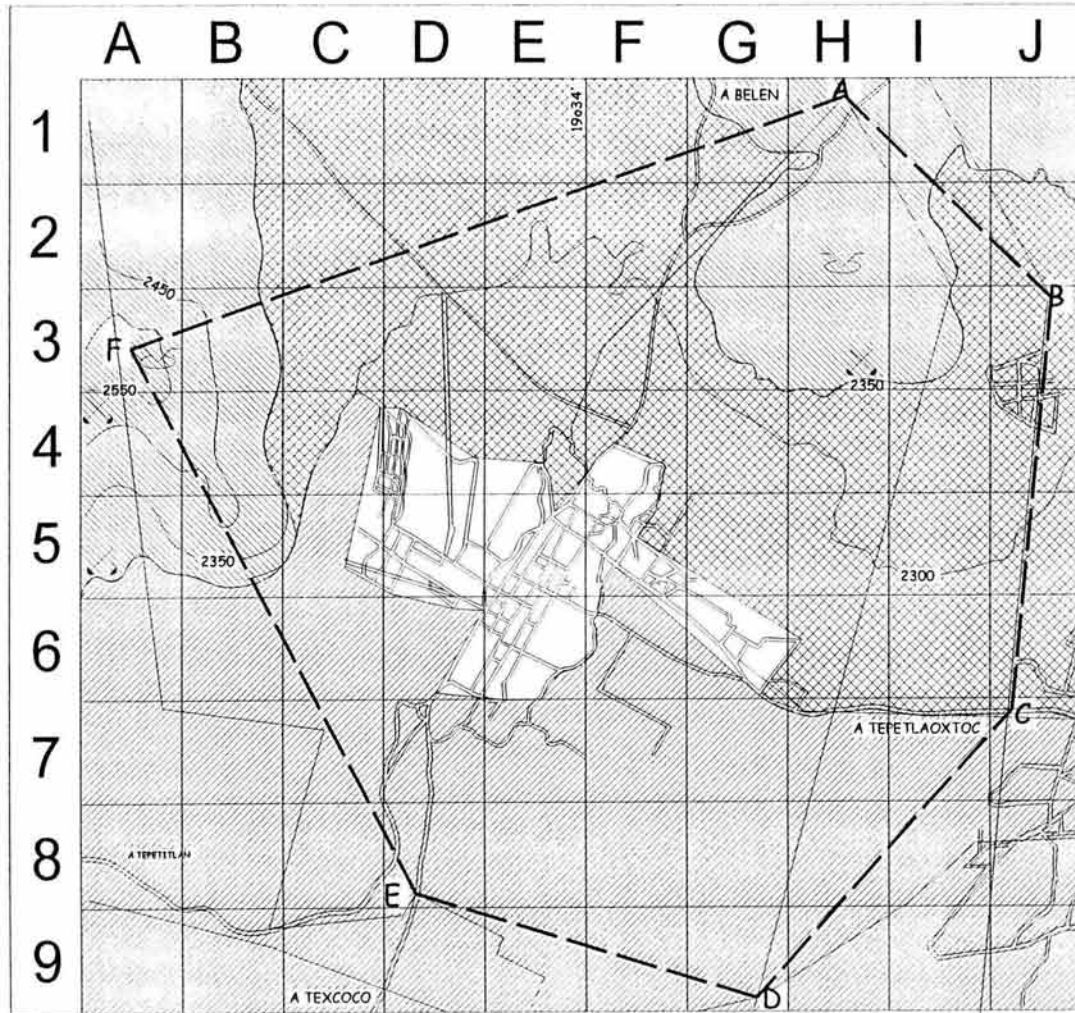 A B C D E F G H I J
1
A BELEN
A
19o34'
2
2450
B
3
F
2550
2350
4
5
2350
2300
6
C
A TEPETLAOXTOC
7
8
A TEPETITLAN
E
9
A TEXCOCO
D